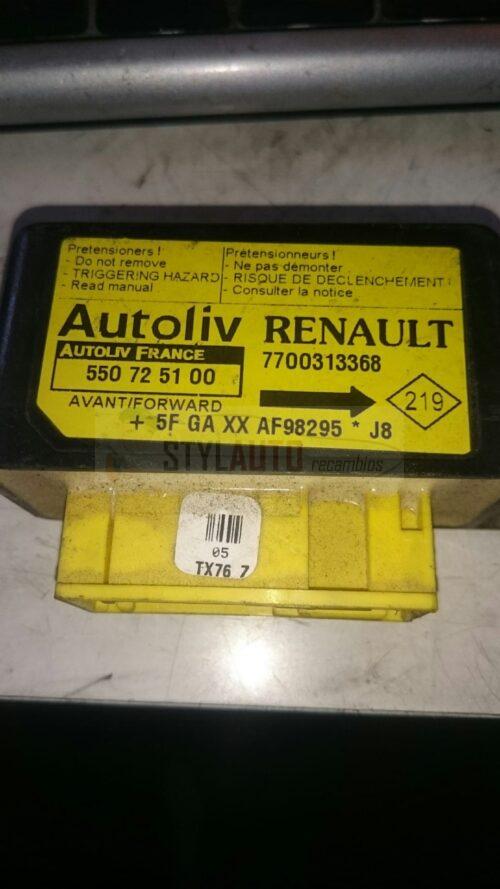 Pretensioners !
- Do not remove
- TRIGGERING HAZARD
- Read manual
Prétensionneurs !
- Ne pas démonter
- RISQUE DE DECLENCHEMENT !
- Consulter la notice
Autoliv RENAULT
AUTOLIV FRANCE
550 72 51 00
7700313368
219
AVANT/FORWARD
+ 5F GA XX AF98295 * J8
STYLAUTO
recambios
05
TX76 7